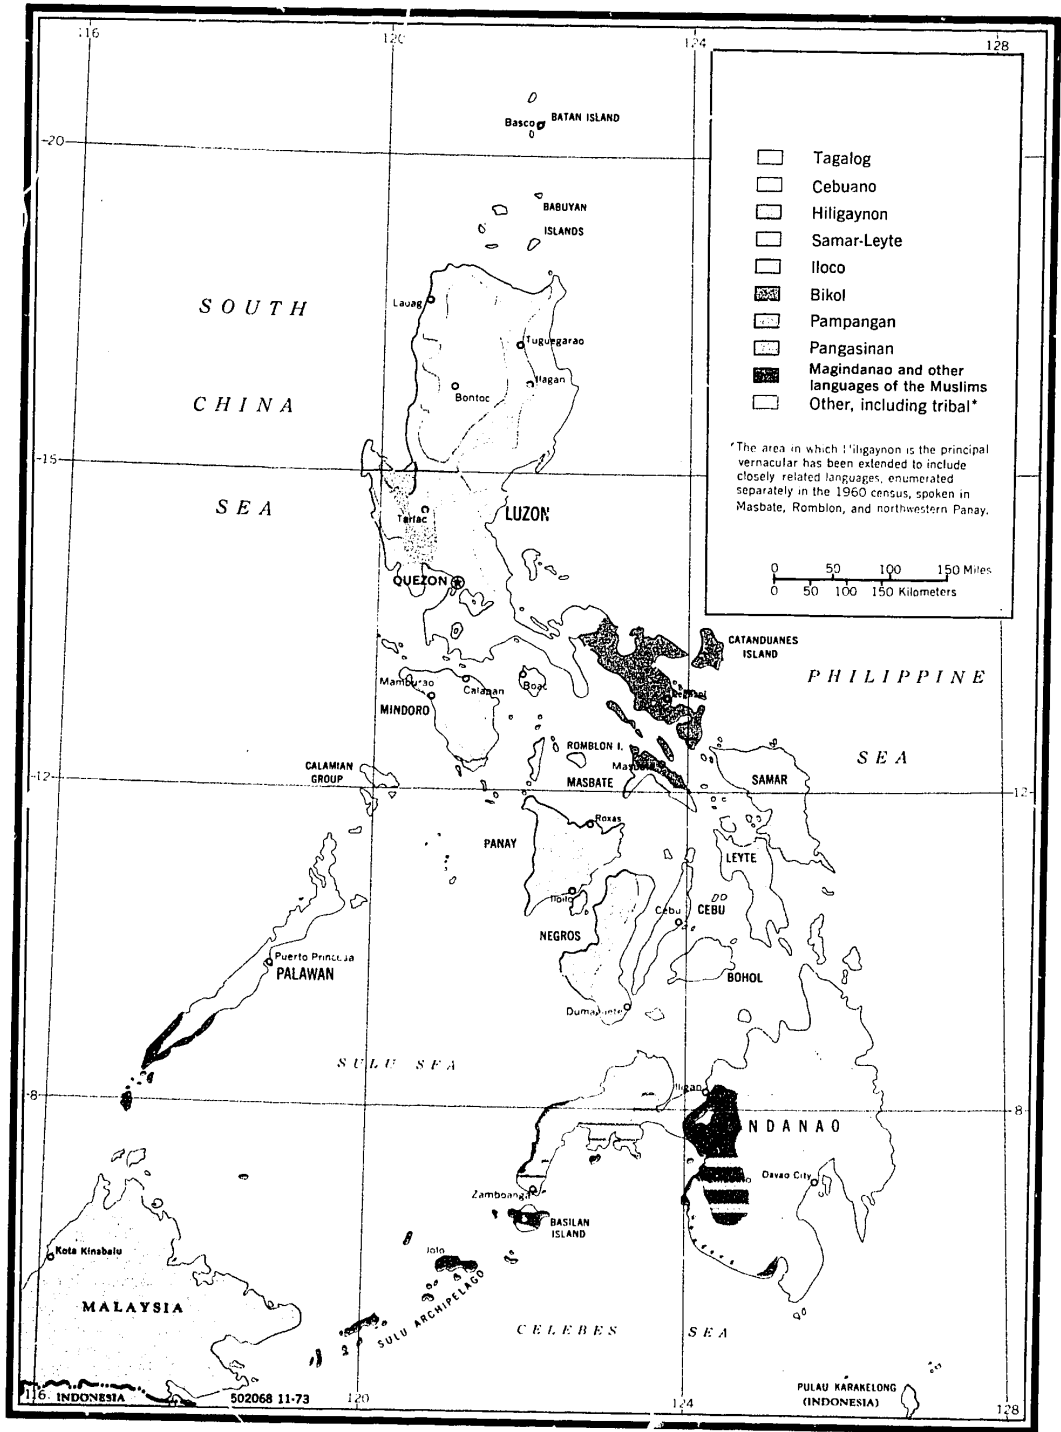 116
120
124
128
20
Basco
BATAN ISLAND
BABUYAN
ISLANDS
Tagalog
Cebuano
Hiligaynon
Samar-Leyte
Iloco
Bikol
Pampangan
Pangasinan
Magindanao and other
languages of the Muslims
Other, including tribal*
SOUTH
CHINA
SEA
Laoag
Tuguegarao
Ilagan
Bontoc
15
*The area in which Hiligaynon is the principal
vernacular has been extended to include
closely related languages, enumerated
separately in the 1960 census, spoken in
Masbate, Romblon, and northwestern Panay.
0 50 100 150 Miles
0 50 100 150 Kilometers
Tarlac
LUZON
QUEZON
CATANDUANES
ISLAND
PHILIPPINE
SEA
Mamburao
Calapan
Boac
MINDORO
ROMBLON I.
MASBATE
CALAMIAN
GROUP
SAMAR
12
12
PANAY
Roxas
LEYTE
Iloilo
Cebu
CEBU
NEGROS
Puerto Princesa
PALAWAN
BOHOL
Dumaguete
SULU SEA
8
Iligan
8
NDANAO
Davao City
Zamboanga
BASILAN
ISLAND
Kota Kinabalu
Jolo
MALAYSIA
SULU ARCHIPELAGO
CELEBES SEA
116
INDONESIA
502068 11-73
120
124
PULAU KARAKELONG
(INDONESIA)
128